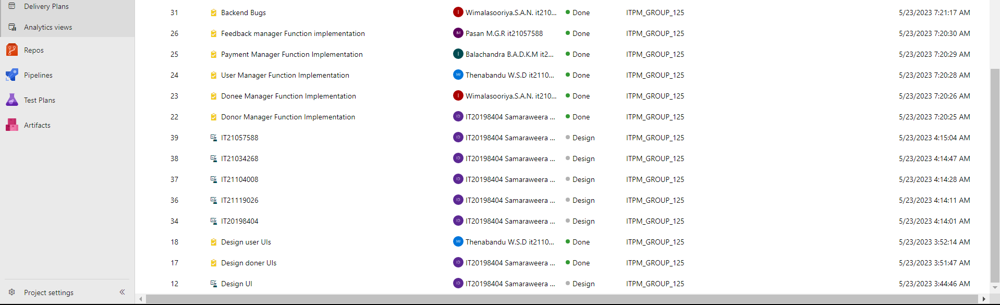 Delivery Plans
Analytics views
Repos
Pipelines
Test Plans
Artifacts
Project settings
31 Backend Bugs I Wimalasooriya.S.A.N. it210... Done ITPM_GROUP_125 5/23/2023 7:21:17 AM
26 Feedback manager Function implementation IM Pasan M.G.R it21057588 Done ITPM_GROUP_125 5/23/2023 7:20:30 AM
25 Payment Manager Function Implementation I Balachandra B.A.D.K.M it2... Done ITPM_GROUP_125 5/23/2023 7:20:29 AM
24 User Manager Function Implementation IW Thenabandu W.S.D it2110... Done ITPM_GROUP_125 5/23/2023 7:20:28 AM
23 Donee Manager Function Implementation I Wimalasooriya.S.A.N. it210... Done ITPM_GROUP_125 5/23/2023 7:20:26 AM
22 Donor Manager Function Implementation ID IT20198404 Samaraweera ... Done ITPM_GROUP_125 5/23/2023 7:20:25 AM
39 IT21057588 ID IT20198404 Samaraweera ... Design ITPM_GROUP_125 5/23/2023 4:15:04 AM
38 IT21034268 ID IT20198404 Samaraweera ... Design ITPM_GROUP_125 5/23/2023 4:14:47 AM
37 IT21104008 ID IT20198404 Samaraweera ... Design ITPM_GROUP_125 5/23/2023 4:14:28 AM
36 IT21119026 ID IT20198404 Samaraweera ... Design ITPM_GROUP_125 5/23/2023 4:14:11 AM
34 IT20198404 ID IT20198404 Samaraweera ... Design ITPM_GROUP_125 5/23/2023 4:14:01 AM
18 Design user UIs IW Thenabandu W.S.D it2110... Done ITPM_GROUP_125 5/23/2023 3:52:14 AM
17 Design doner UIs ID IT20198404 Samaraweera ... Done ITPM_GROUP_125 5/23/2023 3:51:47 AM
12 Design UI ID IT20198404 Samaraweera ... Design ITPM_GROUP_125 5/23/2023 3:44:46 AM